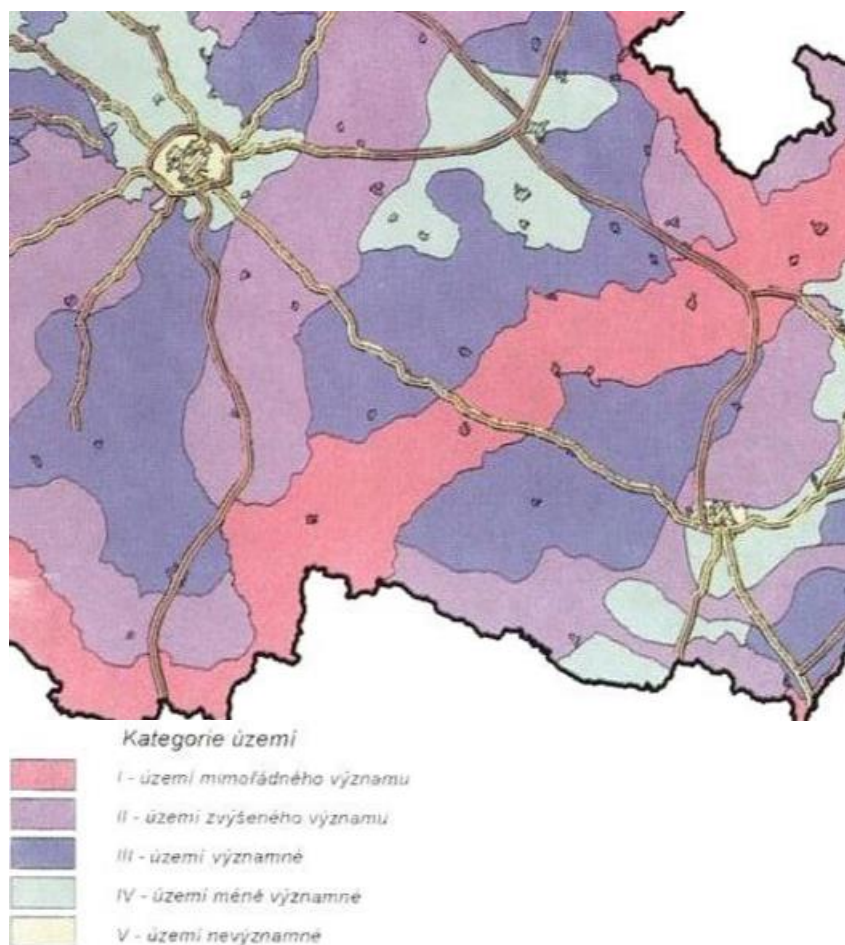 Kategorie území
I - území mimořádného významu
II - území zvýšeného významu
III - území významné
IV - území méně významné
V - území nevýznamné